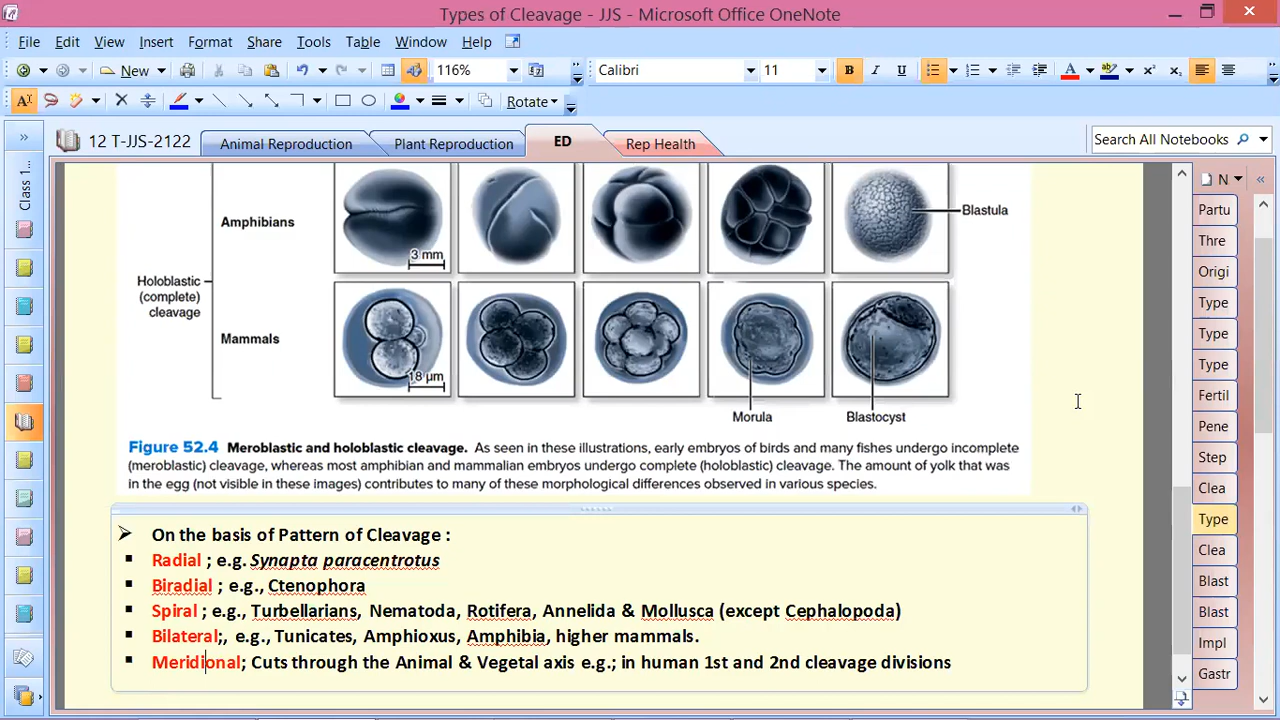 Types of Cleavage - JJS - Microsoft Office OneNote
File Edit View Insert Format Share Tools Table Window Help
New 116% Calibri 11 B I U A ab x² x₂
A Rotate
12 T-JJS-2122 Animal Reproduction Plant Reproduction ED Rep Health Search All Notebooks
Class 1.
N
Partu
Thre
Origi
Type
Type
Type
Fertil
Pene
Step
Clea
Type
Clea
Blast
Blast
Impl
Gastr
Amphibians
3 mm
Blastula
Holoblastic
(complete)
cleavage
Mammals
18 µm
Morula
Blastocyst
Figure 52.4 Meroblastic and holoblastic cleavage. As seen in these illustrations, early embryos of birds and many fishes undergo incomplete
(meroblastic) cleavage, whereas most amphibian and mammalian embryos undergo complete (holoblastic) cleavage. The amount of yolk that was
in the egg (not visible in these images) contributes to many of these morphological differences observed in various species.
➢ On the basis of Pattern of Cleavage :
▪ Radial ; e.g. Synapta paracentrotus
▪ Biradial ; e.g., Ctenophora
▪ Spiral ; e.g., Turbellarians, Nematoda, Rotifera, Annelida & Mollusca (except Cephalopoda)
▪ Bilateral;, e.g., Tunicates, Amphioxus, Amphibia, higher mammals.
▪ Meridional; Cuts through the Animal & Vegetal axis e.g.; in human 1st and 2nd cleavage divisions